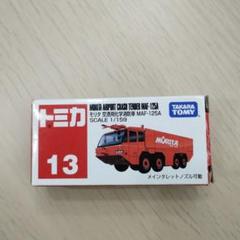 トミカ
MORITA AIRPORT CRASH TENDER MAF-125A
モリタ 空港用化学消防車 MAF-125A
SCALE 1/159
TAKARA
TOMY
13
MORITA
メインタレットノズル可動